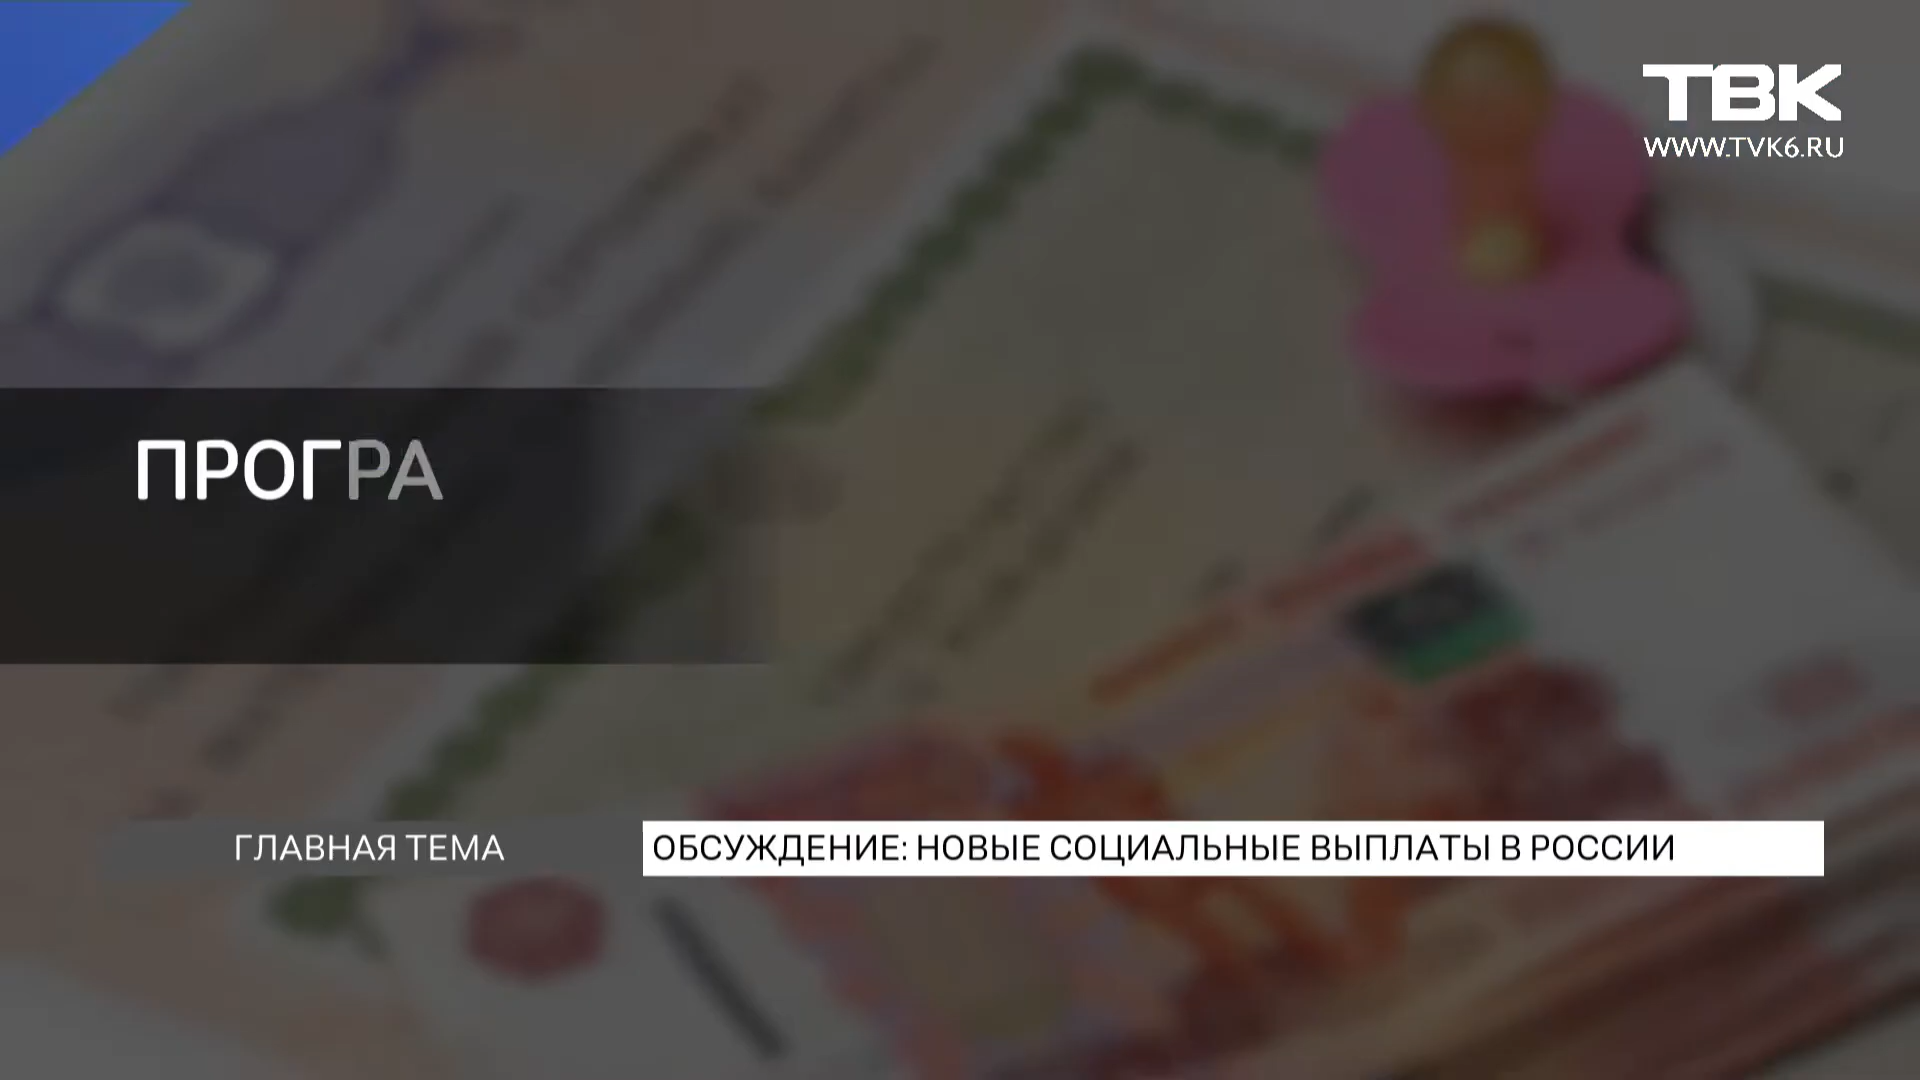 ТВК
WWW.TVK6.RU
ПРОГРА
ГЛАВНАЯ ТЕМА
ОБСУЖДЕНИЕ: НОВЫЕ СОЦИАЛЬНЫЕ ВЫПЛАТЫ В РОССИИ